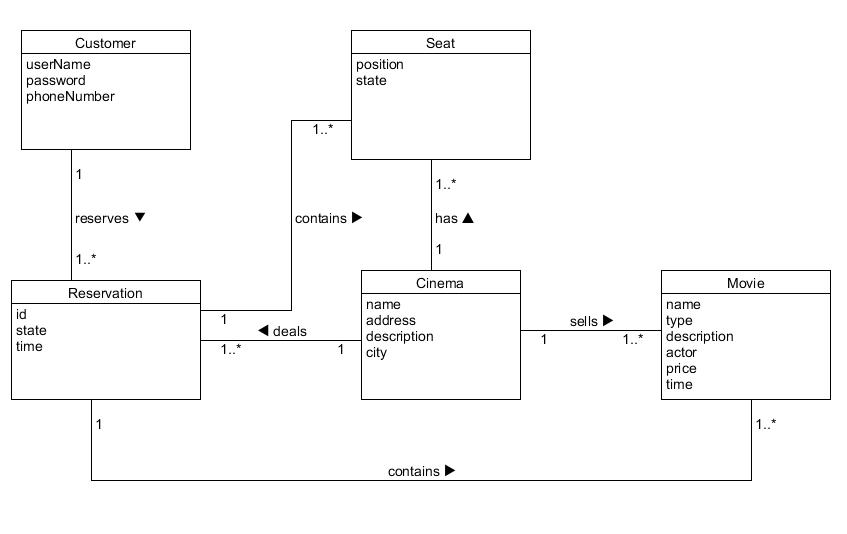 Customer
userName
password
phoneNumber
Seat
position
state
1..*
1
1..*
reserves ▼
contains ▶
has ▲
1..*
1
Reservation
id
state
time
Cinema
name
address
description
city
Movie
name
type
description
actor
price
time
1
◀ deals
1..*
1
sells ▶
1
1..*
1
1..*
contains ▶